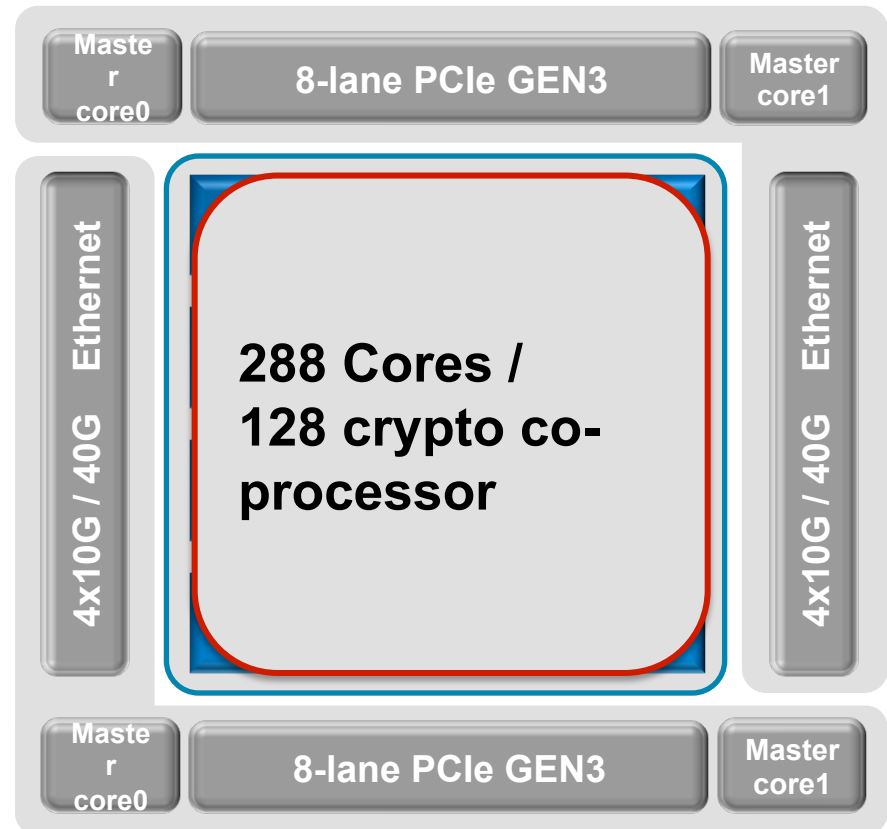 Maste
r
core0
8-lane PCIe GEN3
Master
core1
4x10G / 40G Ethernet
288 Cores /
128 crypto co-
processor
4x10G / 40G Ethernet
Maste
r
core0
8-lane PCIe GEN3
Master
core1